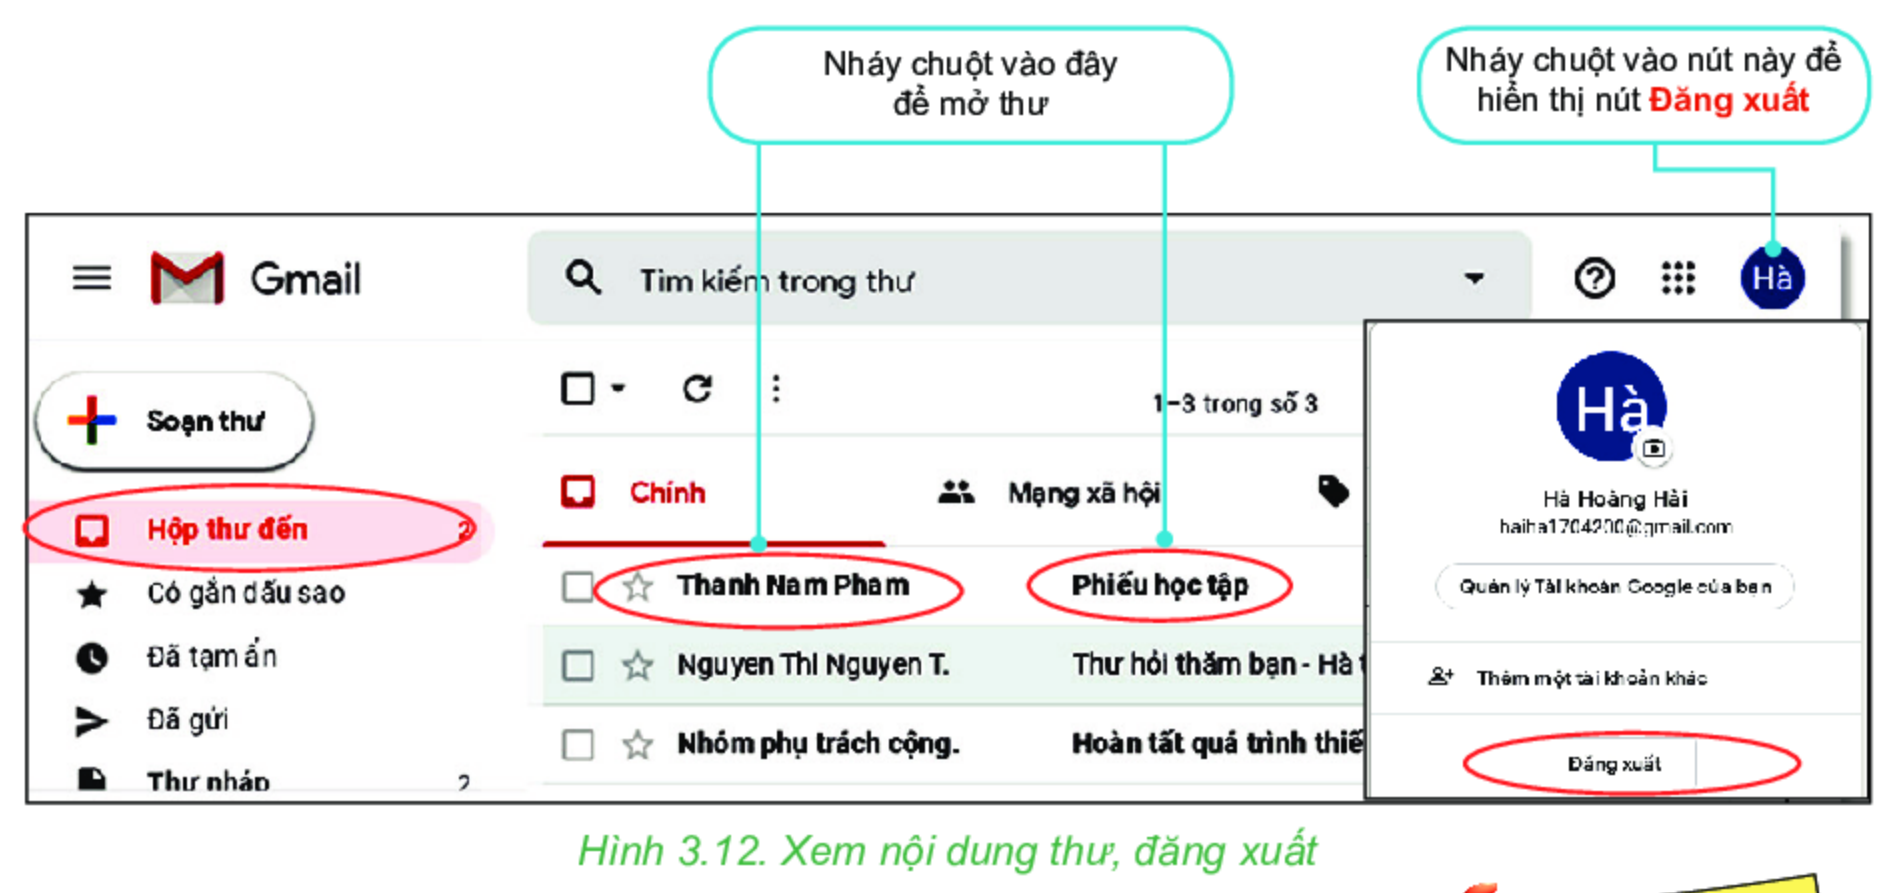 Nháy chuột vào đây
để mở thư
Nháy chuột vào nút này để
hiển thị nút Đăng xuất
Gmail
Tìm kiếm trong thư
Hà
Soạn thư
1–3 trong số 3
Hà
Chính
Mạng xã hội
Hộp thư đến 2
Hà Hoàng Hải
haiha1704200@gmail.com
Thanh Nam Pham Phiếu học tập
Quản lý Tài khoản Google của bạn
Có gắn dấu sao
Đã tạm ẩn
Nguyen Thi Nguyen T. Thư hỏi thăm bạn - Hà t
Thêm một tài khoản khác
Đã gửi
Nhóm phụ trách cộng. Hoàn tất quá trình thiế
Đăng xuất
Thư nháp 2
Hình 3.12. Xem nội dung thư, đăng xuất